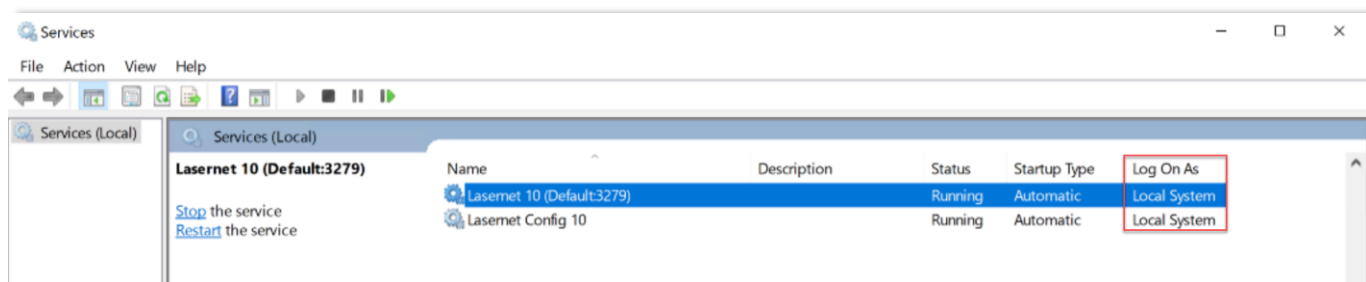 Services
File Action View Help
Services (Local)
Services (Local)
Lasernet 10 (Default:3279)
Stop the service
Restart the service
Name Description Status Startup Type Log On As
Lasernet 10 (Default:3279) Running Automatic Local System
Lasernet Config 10 Running Automatic Local System